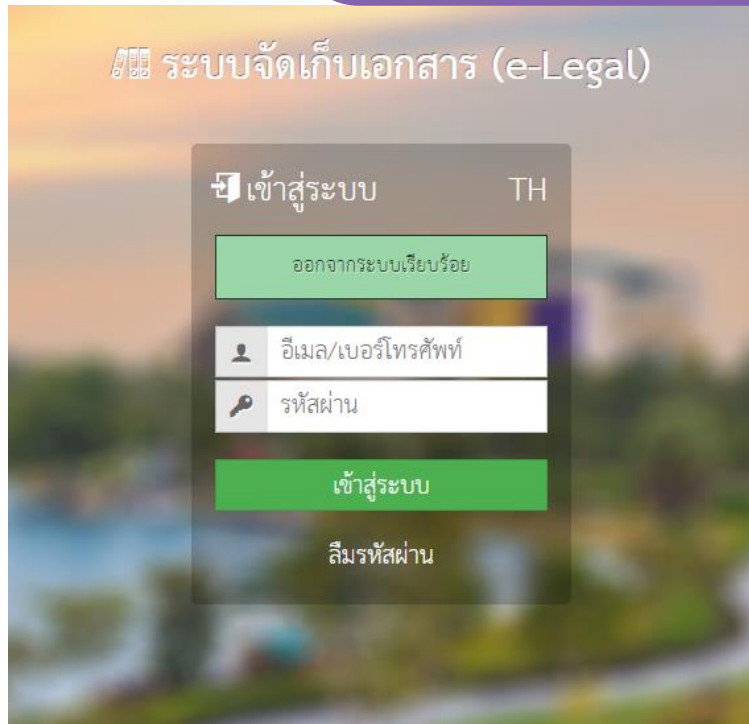 ระบบจัดเก็บเอกสาร (e-Legal)
เข้าสู่ระบบ TH
ออกจากระบบเรียบร้อย
อีเมล/เบอร์โทรศัพท์
รหัสผ่าน
เข้าสู่ระบบ
ลืมรหัสผ่าน